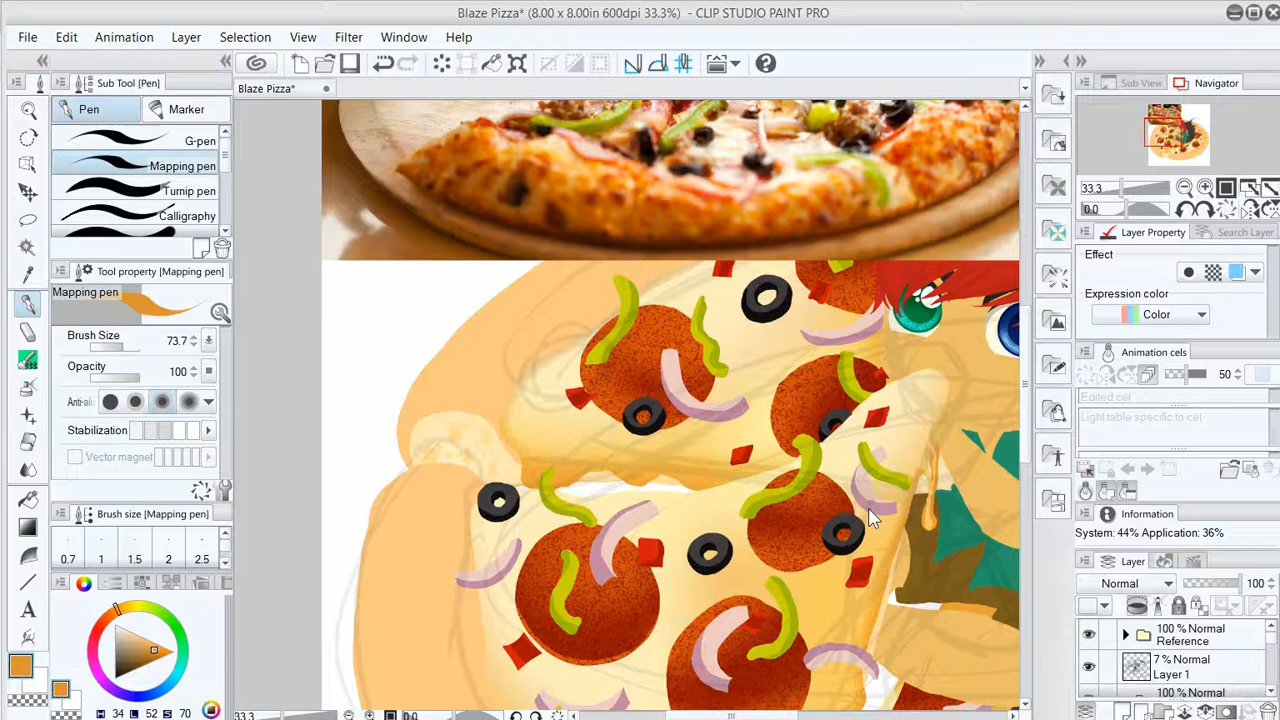 Blaze Pizza* (8.00 x 8.00in 600dpi 33.3%) - CLIP STUDIO PAINT PRO
File Edit Animation Layer Selection View Filter Window Help
Sub Tool [Pen]
Blaze Pizza*
Sub View Navigator
Pen Marker
G-pen
Mapping pen
Turnip pen
Calligraphy
Tool property [Mapping pen]
Mapping pen
Brush Size 73.7
Opacity 100
Anti-ali
Stabilization
Vector magnet
Brush size [Mapping pen]
0.7 1 1.5 2 2.5
H 34 L 52 S 70
33.3 0.0
33.3
0.0
Layer Property Search Layer
Effect
Expression color
Color
Animation cels
50
Edited cel
Light table specific to cel
Information
System: 44% Application: 36%
Layer
Normal 100
100 % Normal
Reference
7 % Normal
Layer 1
100 % Normal